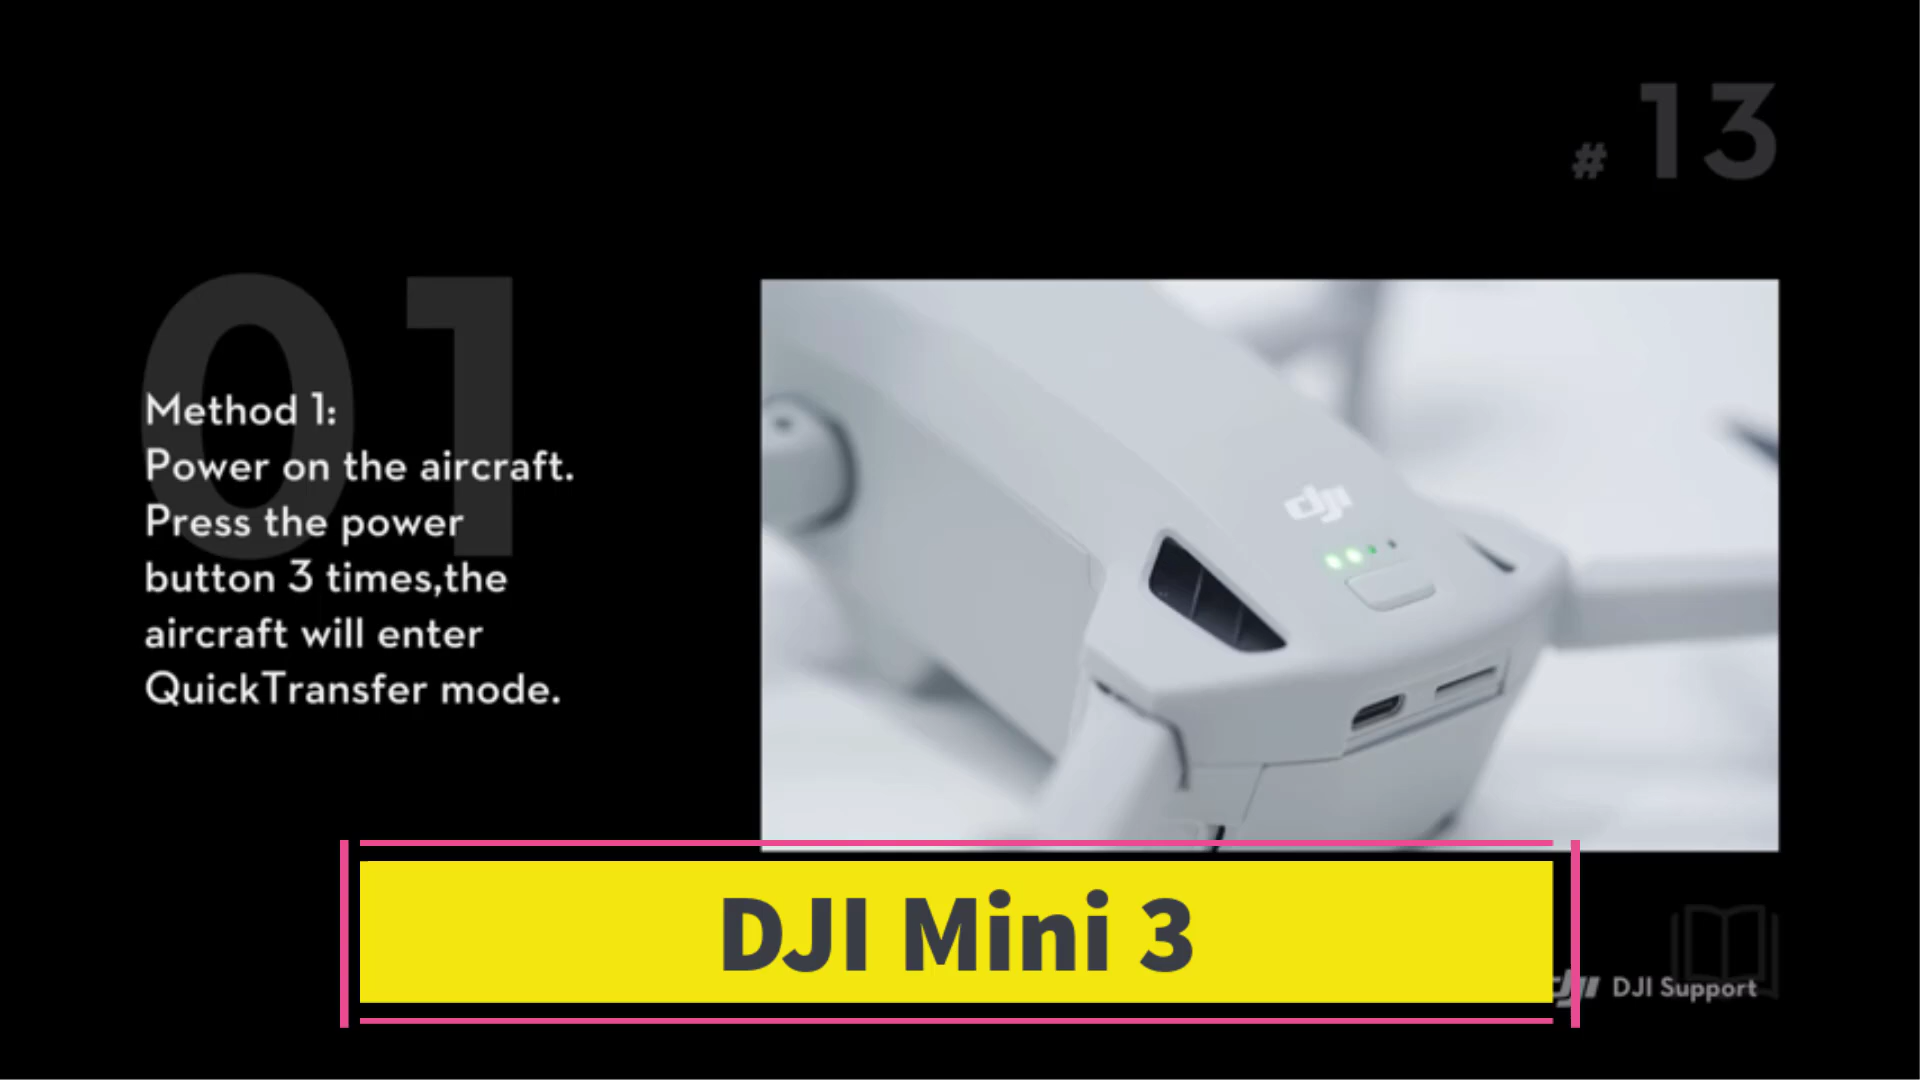 # 13
01
Method 1:
Power on the aircraft.
Press the power
button 3 times,the
aircraft will enter
QuickTransfer mode.
dji
DJI Mini 3
dji DJI Support